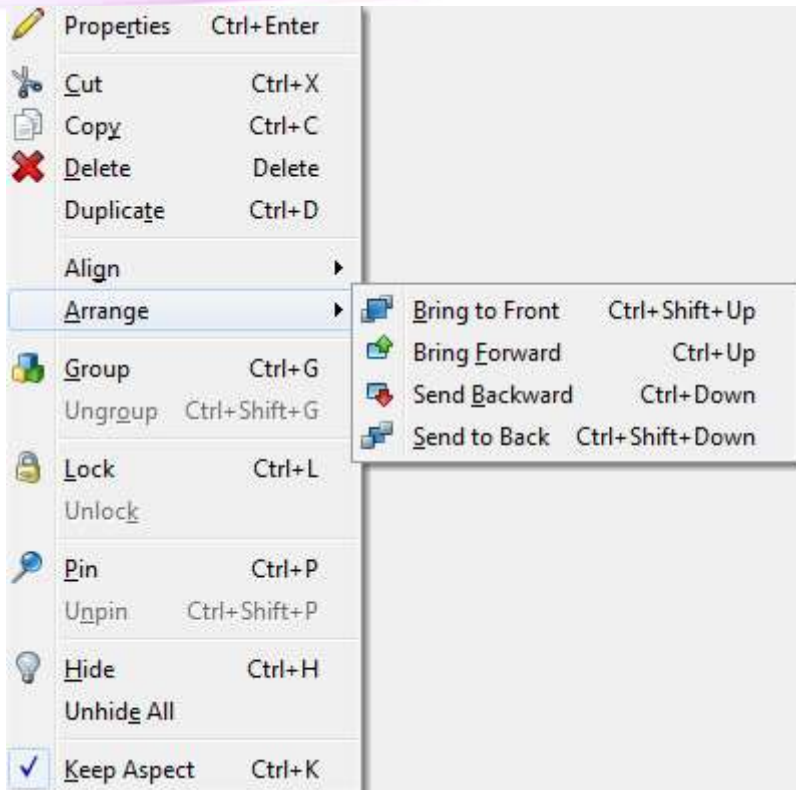 Properties Ctrl+Enter
Cut Ctrl+X
Copy Ctrl+C
Delete Delete
Duplicate Ctrl+D
Align
Arrange
Bring to Front Ctrl+Shift+Up
Bring Forward Ctrl+Up
Send Backward Ctrl+Down
Send to Back Ctrl+Shift+Down
Group Ctrl+G
Ungroup Ctrl+Shift+G
Lock Ctrl+L
Unlock
Pin Ctrl+P
Unpin Ctrl+Shift+P
Hide Ctrl+H
Unhide All
Keep Aspect Ctrl+K